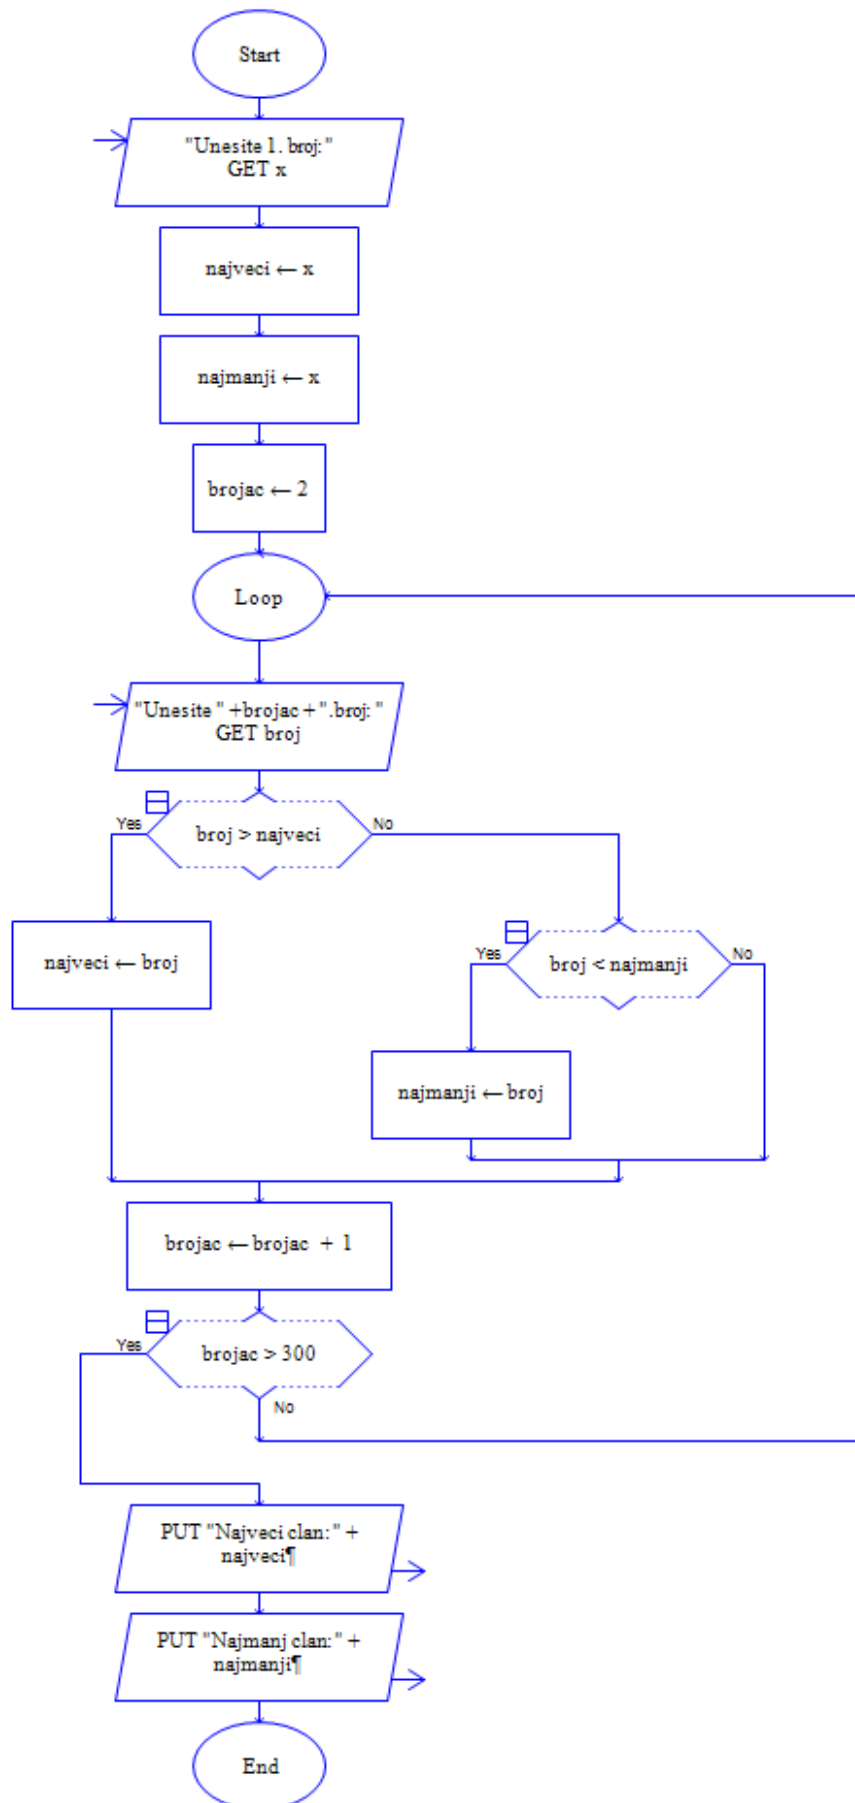 Start
"Unesite 1. broj:"
GET x
najveci ← x
najmanji ← x
brojac ← 2
Loop
"Unesite " +brojac + ".broj: "
GET broj
Yes
broj > najveci
No
najveci ← broj
Yes
broj < najmanji
No
najmanji ← broj
brojac ← brojac + 1
Yes
brojac > 300
No
PUT "Najveci clan:" +
najveci¶
PUT "Najmanj clan:" +
najmanji¶
End